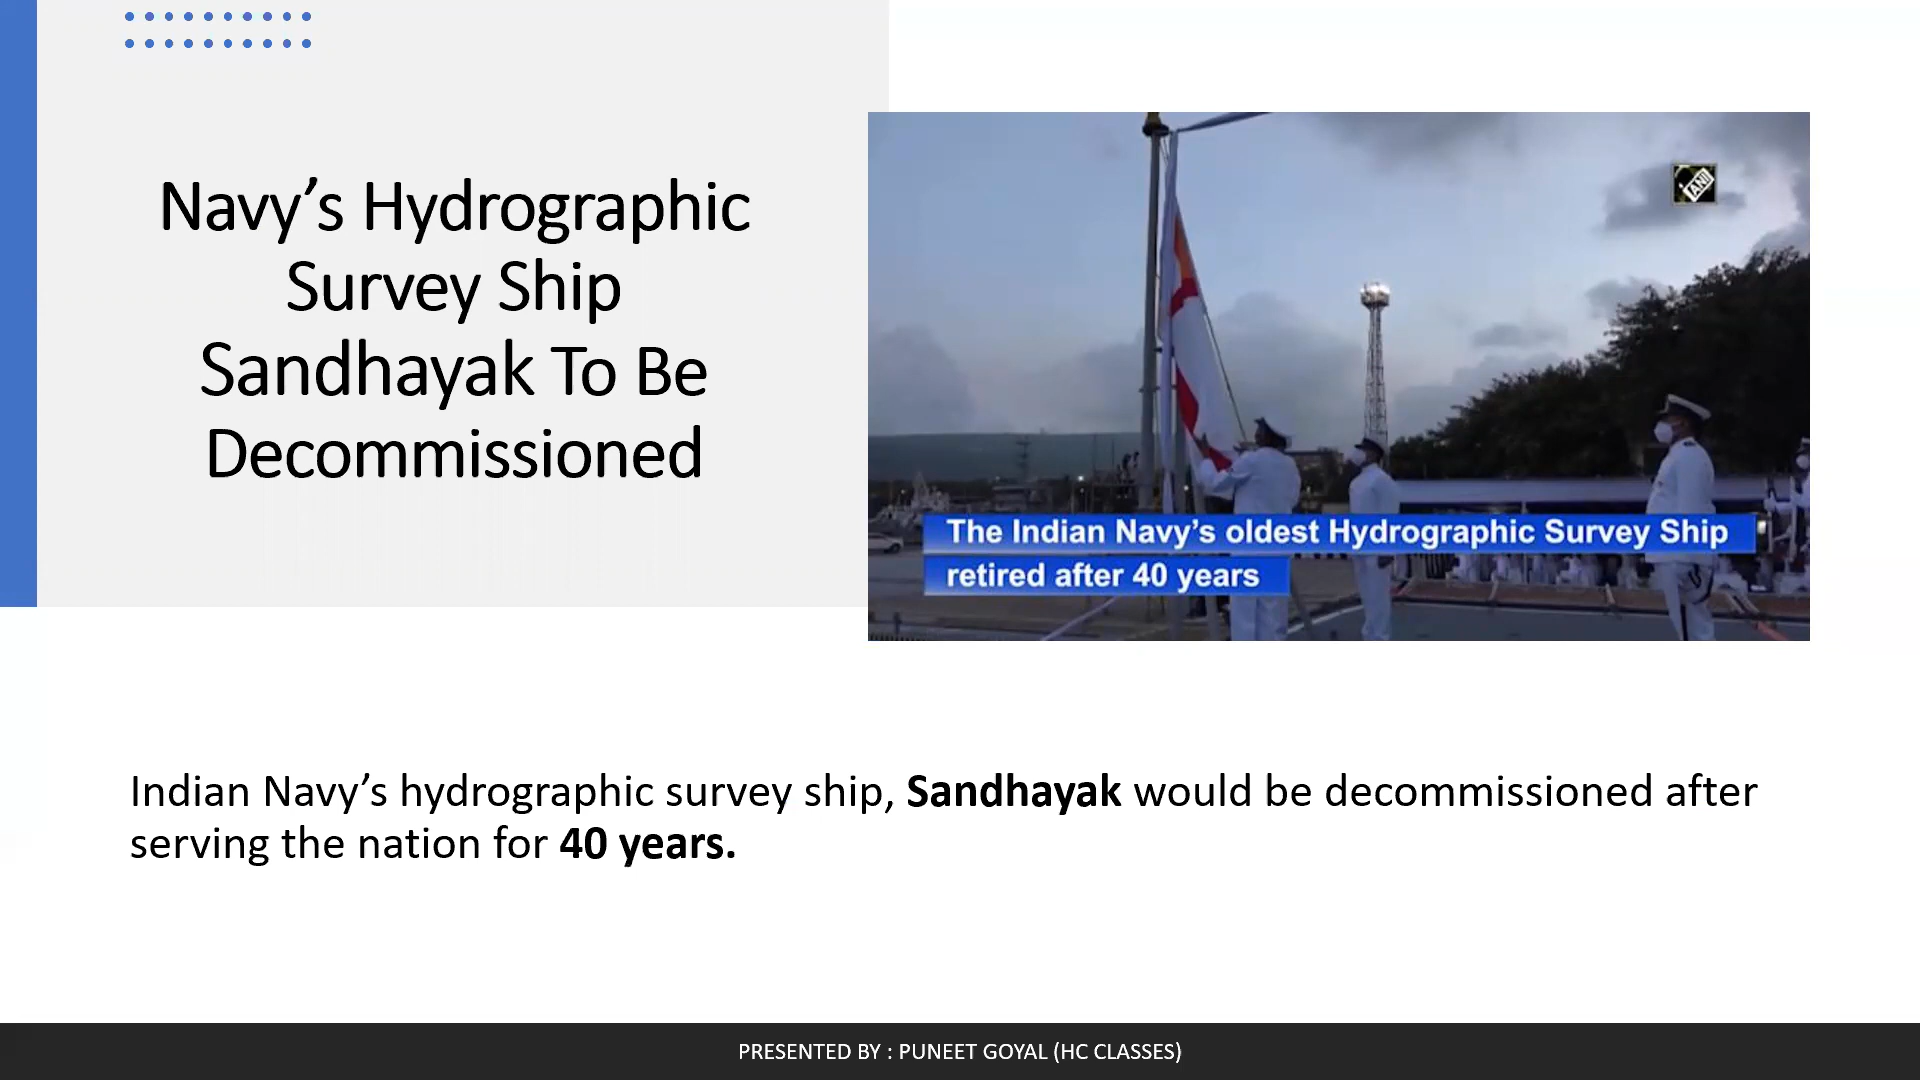 Navy’s Hydrographic
Survey Ship
Sandhayak To Be
Decommissioned
ANI
The Indian Navy’s oldest Hydrographic Survey Ship
retired after 40 years
Indian Navy’s hydrographic survey ship, Sandhayak would be decommissioned after
serving the nation for 40 years.
PRESENTED BY : PUNEET GOYAL (HC CLASSES)